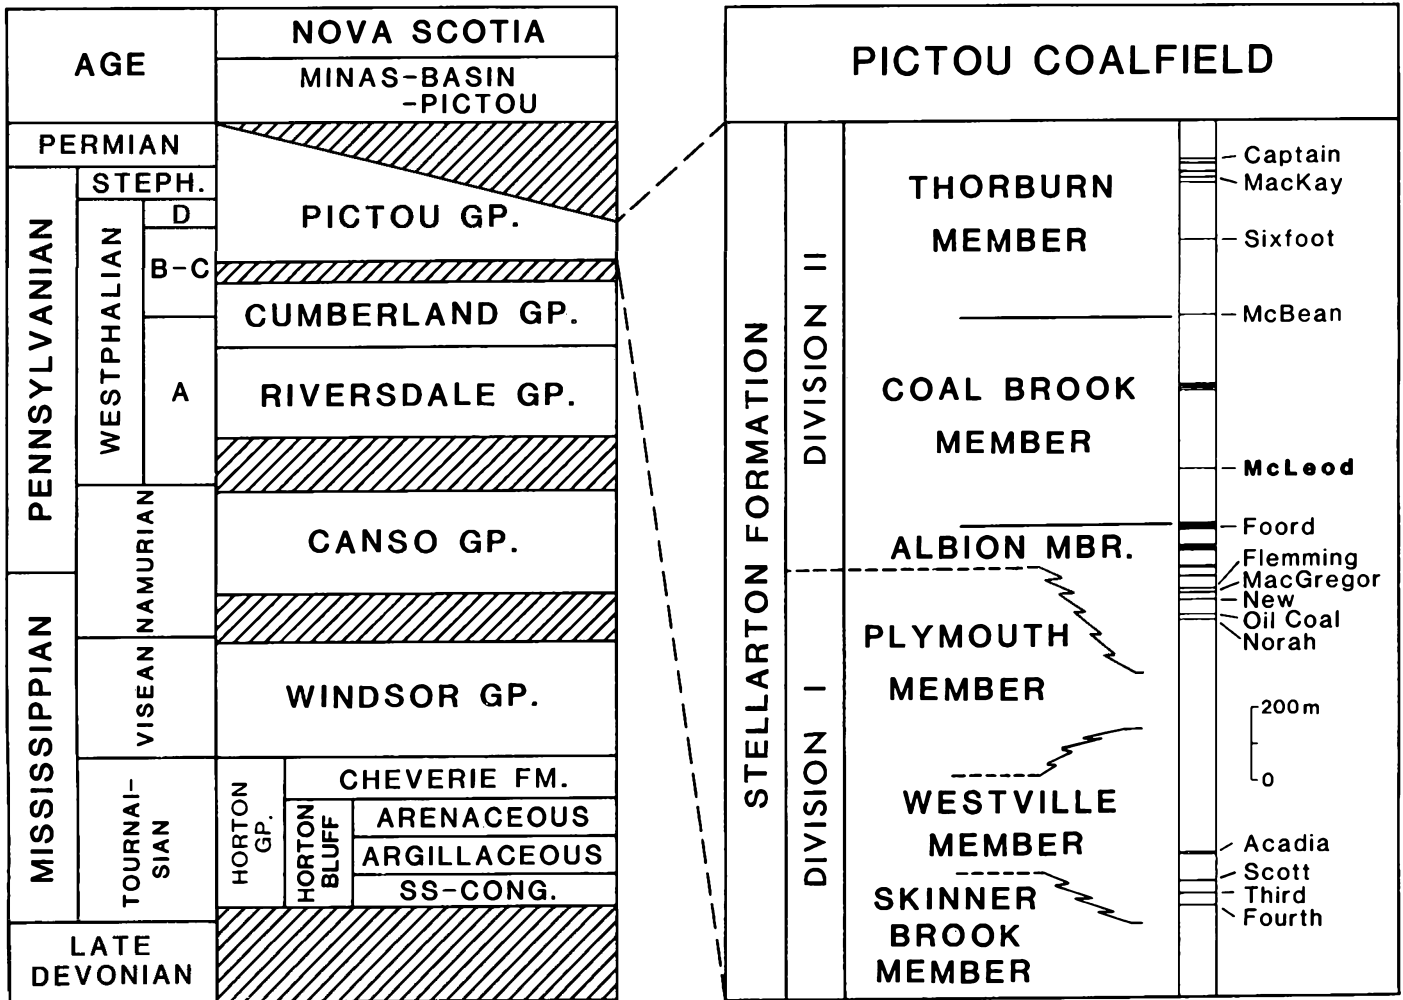 AGE
NOVA SCOTIA
MINAS-BASIN
-PICTOU
PERMIAN
PENNSYLVANIAN
STEPH.
WESTPHALIAN
D
B-C
A
NAMURIAN
MISSISSIPPIAN
VISEAN
TOURNAI-
SIAN
LATE
DEVONIAN
PICTOU GP.
CUMBERLAND GP.
RIVERSDALE GP.
CANSO GP.
WINDSOR GP.
HORTON
GP.
CHEVERIE FM.
HORTON
BLUFF
ARENACEOUS
ARGILLACEOUS
SS-CONG.
PICTOU COALFIELD
STELLARTON FORMATION
DIVISION II
DIVISION I
THORBURN
MEMBER
COAL BROOK
MEMBER
ALBION MBR.
PLYMOUTH
MEMBER
WESTVILLE
MEMBER
SKINNER
BROOK
MEMBER
Captain
MacKay
Sixfoot
McBean
McLeod
Foord
Flemming
MacGregor
New
Oil Coal
Norah
200m
0
Acadia
Scott
Third
Fourth